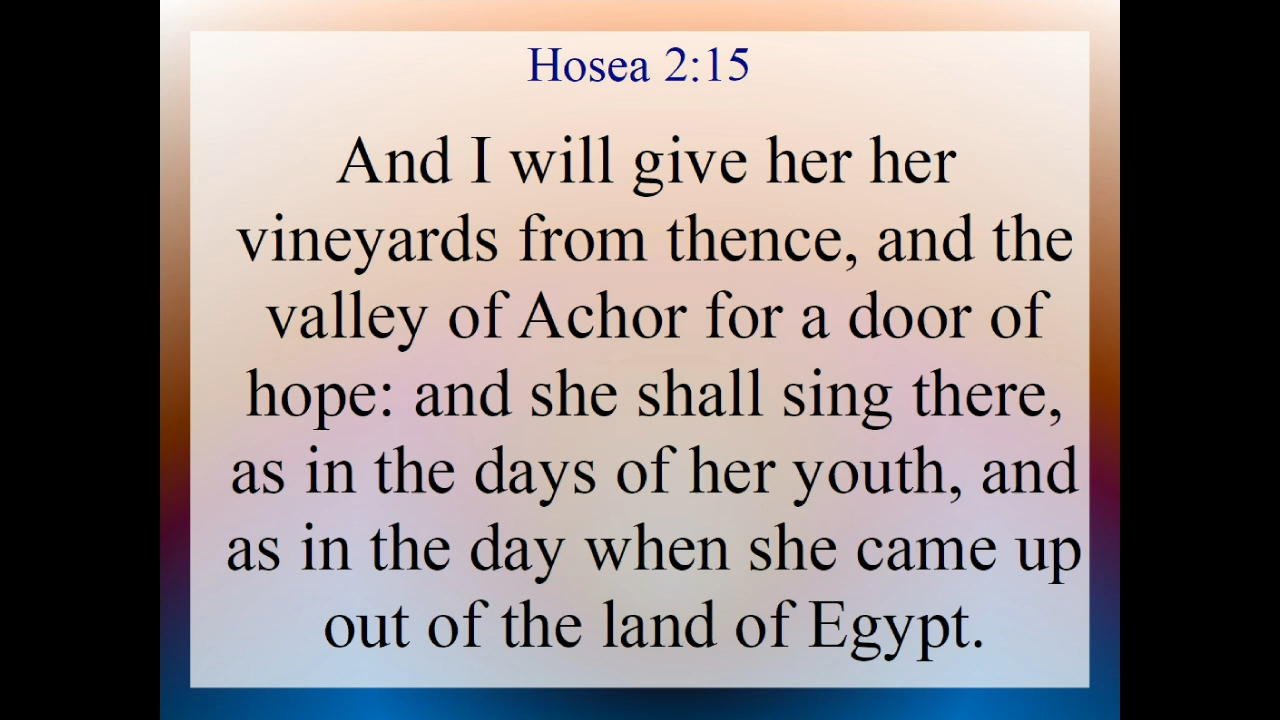 Hosea 2:15
And I will give her her
vineyards from thence, and the
valley of Achor for a door of
hope: and she shall sing there,
as in the days of her youth, and
as in the day when she came up
out of the land of Egypt.